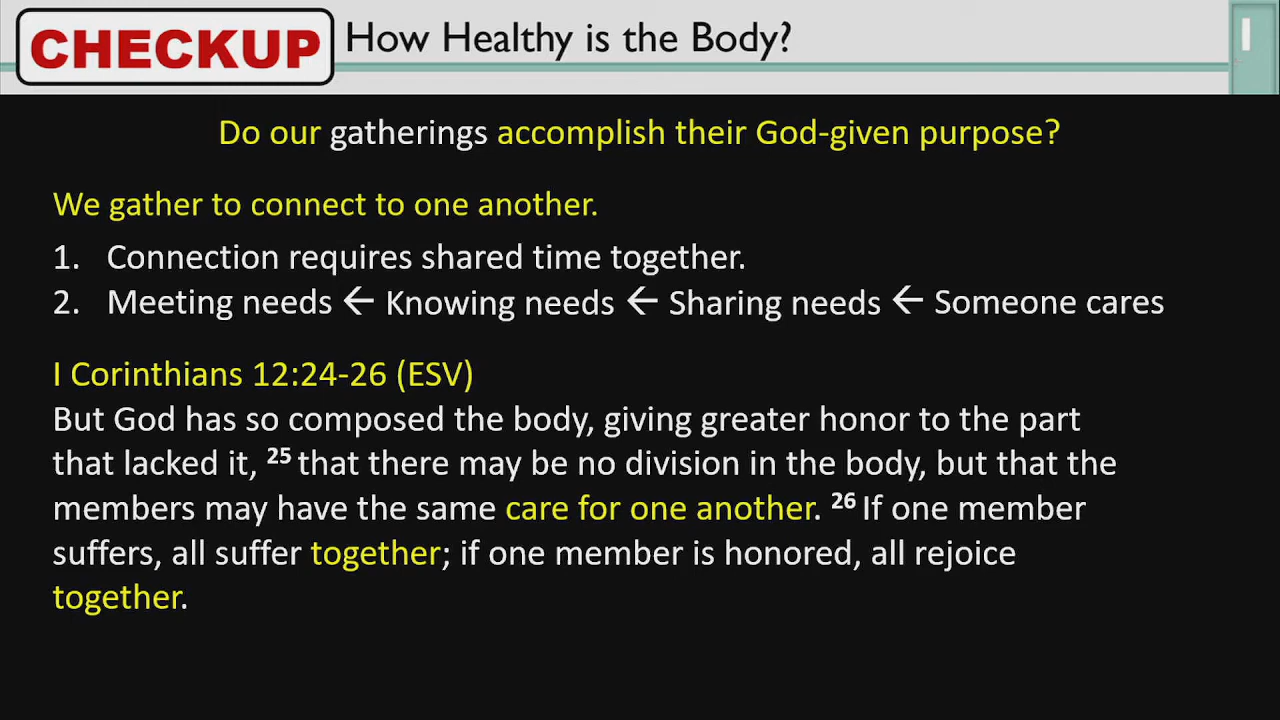 CHECKUP How Healthy is the Body?
Do our gatherings accomplish their God-given purpose?
We gather to connect to one another.
1. Connection requires shared time together.
2. Meeting needs ← Knowing needs ← Sharing needs ← Someone cares
I Corinthians 12:24-26 (ESV)
But God has so composed the body, giving greater honor to the part
that lacked it, 25 that there may be no division in the body, but that the
members may have the same care for one another. 26 If one member
suffers, all suffer together; if one member is honored, all rejoice
together.